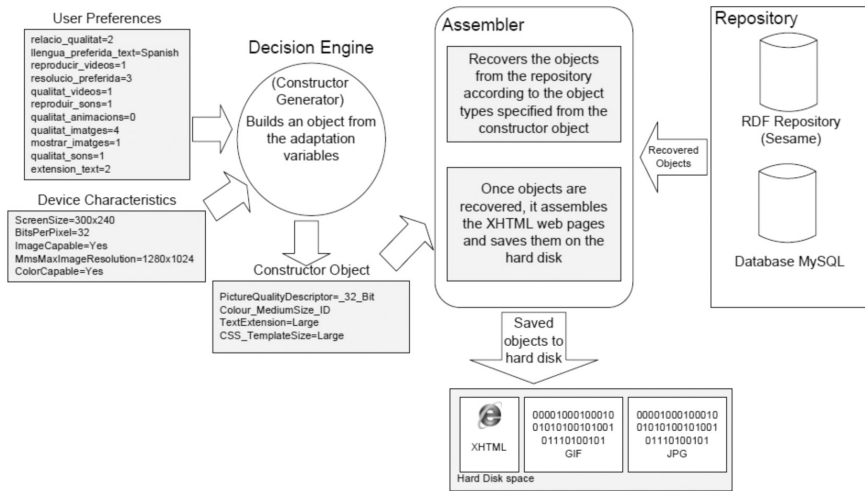 User Preferences
relacio_qualitat=2
llengua_preferida_text=Spanish
reproducir_videos=1
resolucio_preferida=3
qualitat_videos=1
reproduir_sons=1
qualitat_animacions=0
qualitat_imatges=4
mostrar_imatges=1
qualitat_sons=1
extension_text=2
Device Characteristics
ScreenSize=300x240
BitsPerPixel=32
ImageCapable=Yes
MmsMaxImageResolution=1280x1024
ColorCapable=Yes
Decision Engine
(Constructor
Generator)
Builds an object from
the adaptation
variables
Constructor Object
PictureQualityDescriptor=_32_Bit
Colour_MediumSize_ID
TextExtension=Large
CSS_TemplateSize=Large
Assembler
Recovers the objects
from the repository
according to the object
types specified from the
constructor object
Once objects are
recovered, it assembles
the XHTML web pages
and saves them on the
hard disk
Recovered
Objects
Repository
RDF Repository
(Sesame)
Database MySQL
Saved
objects to
hard disk
XHTML
00001000100010
01010100101001
01110100101
GIF
00001000100010
01010100101001
01110100101
JPG
Hard Disk space